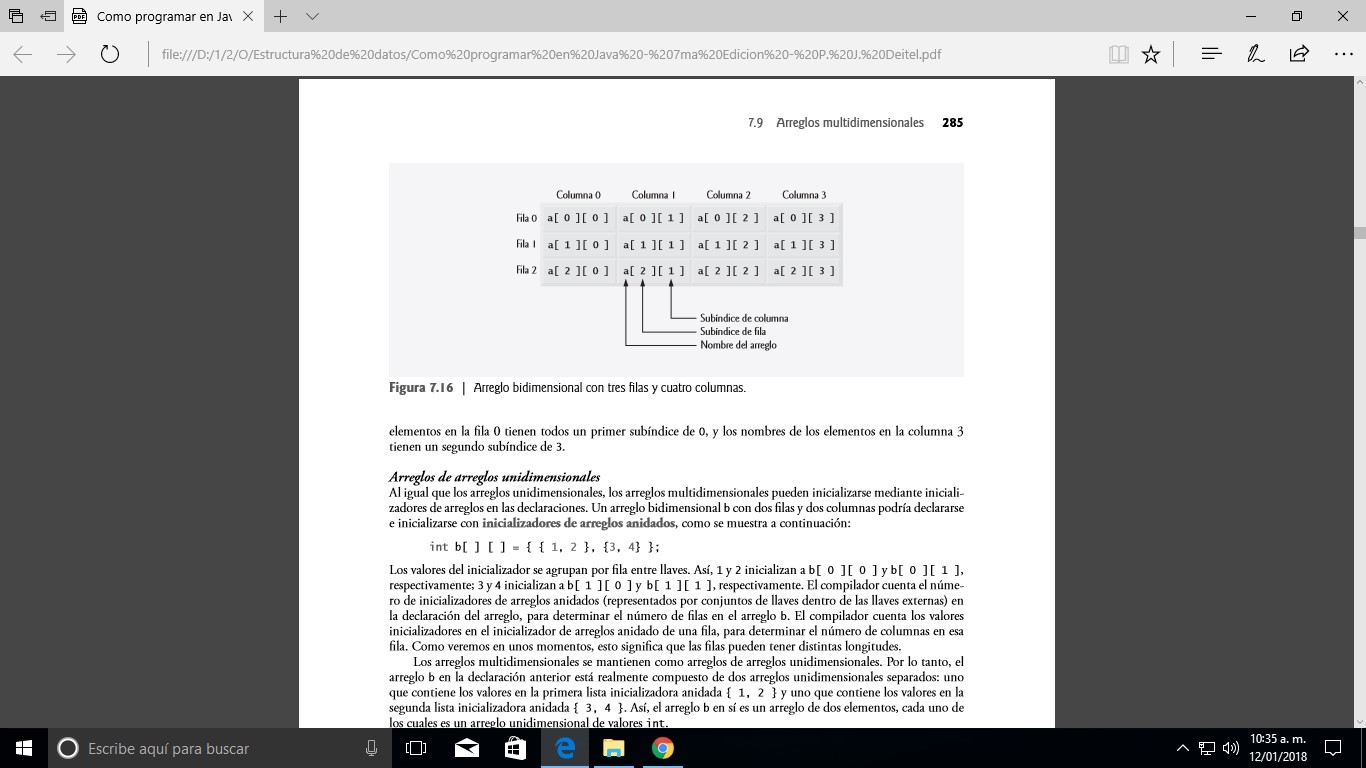 Como programar en Jav
file:///D:/1/2/O/Estructura%20de%20datos/Como%20programar%20en%20Java%20-%207ma%20Edicion%20-%20P.%20J.%20Deitel.pdf
7.9 Arreglos multidimensionales 285
Columna 0 Columna 1 Columna 2 Columna 3
Fila 0 a[ 0 ][ 0 ] a[ 0 ][ 1 ] a[ 0 ][ 2 ] a[ 0 ][ 3 ]
Fila 1 a[ 1 ][ 0 ] a[ 1 ][ 1 ] a[ 1 ][ 2 ] a[ 1 ][ 3 ]
Fila 2 a[ 2 ][ 0 ] a[ 2 ][ 1 ] a[ 2 ][ 2 ] a[ 2 ][ 3 ]
Subíndice de columna
Subíndice de fila
Nombre del arreglo
Figura 7.16 | Arreglo bidimensional con tres filas y cuatro columnas.
elementos en la fila 0 tienen todos un primer subíndice de 0, y los nombres de los elementos en la columna 3
tienen un segundo subíndice de 3.
Arreglos de arreglos unidimensionales
Al igual que los arreglos unidimensionales, los arreglos multidimensionales pueden inicializarse mediante iniciali-
zadores de arreglos en las declaraciones. Un arreglo bidimensional b con dos filas y dos columnas podría declararse
e inicializarse con inicializadores de arreglos anidados, como se muestra a continuación:
int b[ ] [ ] = { { 1, 2 }, {3, 4} };
Los valores del inicializador se agrupan por fila entre llaves. Así, 1 y 2 inicializan a b[ 0 ][ 0 ] y b[ 0 ][ 1 ],
respectivamente; 3 y 4 inicializan a b[ 1 ][ 0 ] y b[ 1 ][ 1 ], respectivamente. El compilador cuenta el núme-
ro de inicializadores de arreglos anidados (representados por conjuntos de llaves dentro de las llaves externas) en
la declaración del arreglo, para determinar el número de filas en el arreglo b. El compilador cuenta los valores
inicializadores en el inicializador de arreglos anidado de una fila, para determinar el número de columnas en esa
fila. Como veremos en unos momentos, esto significa que las filas pueden tener distintas longitudes.
Los arreglos multidimensionales se mantienen como arreglos de arreglos unidimensionales. Por lo tanto, el
arreglo b en la declaración anterior está realmente compuesto de dos arreglos unidimensionales separados: uno
que contiene los valores en la primera lista inicializadora anidada { 1, 2 } y uno que contiene los valores en la
segunda lista inicializadora anidada { 3, 4 }. Así, el arreglo b en sí es un arreglo de dos elementos, cada uno de
los cuales es un arreglo unidimensional de valores int.
Escribe aquí para buscar
10:35 a. m.
12/01/2018